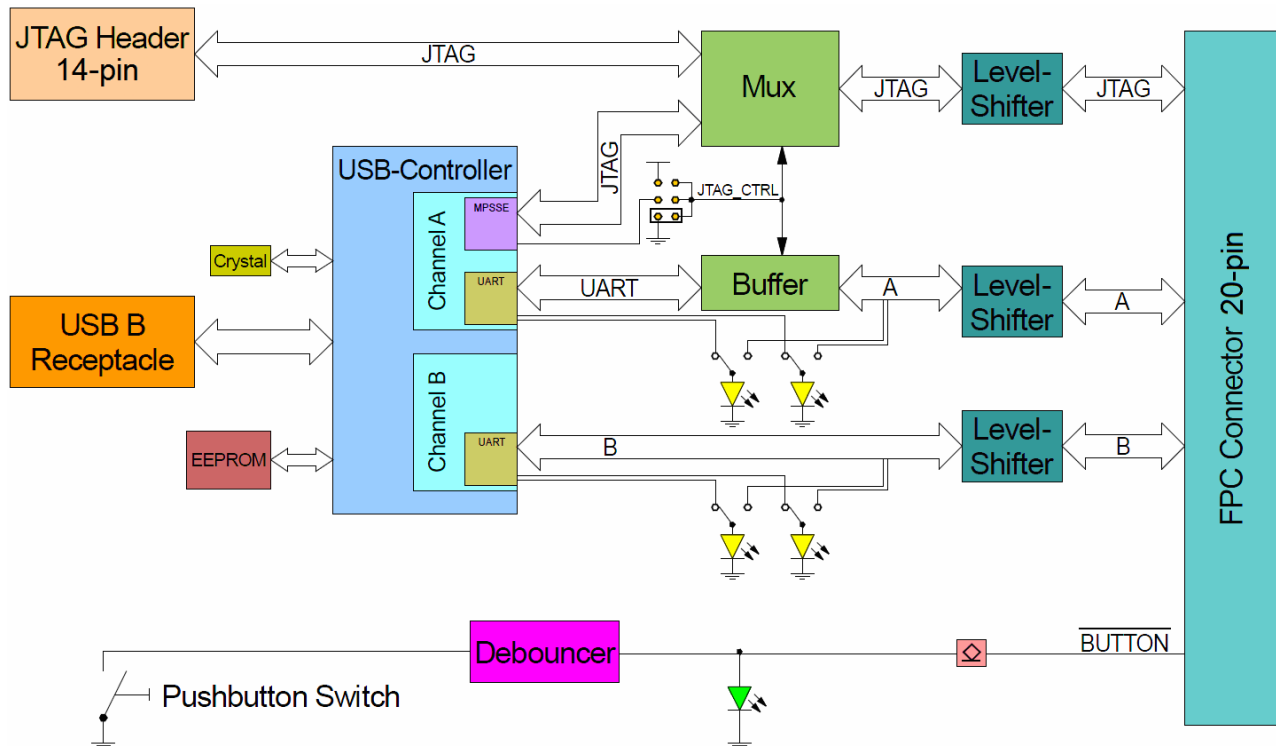 JTAG Header
14-pin
JTAG
Mux
JTAG
Level-
Shifter
JTAG
USB-Controller
JTAG
JTAG_CTRL
MPSSE
Channel A
Crystal
UART
UART
Buffer
A
Level-
Shifter
A
USB B
Receptacle
FPC Connector 20-pin
Channel B
EEPROM
UART
B
Level-
Shifter
B
Debouncer
BUTTON
Pushbutton Switch